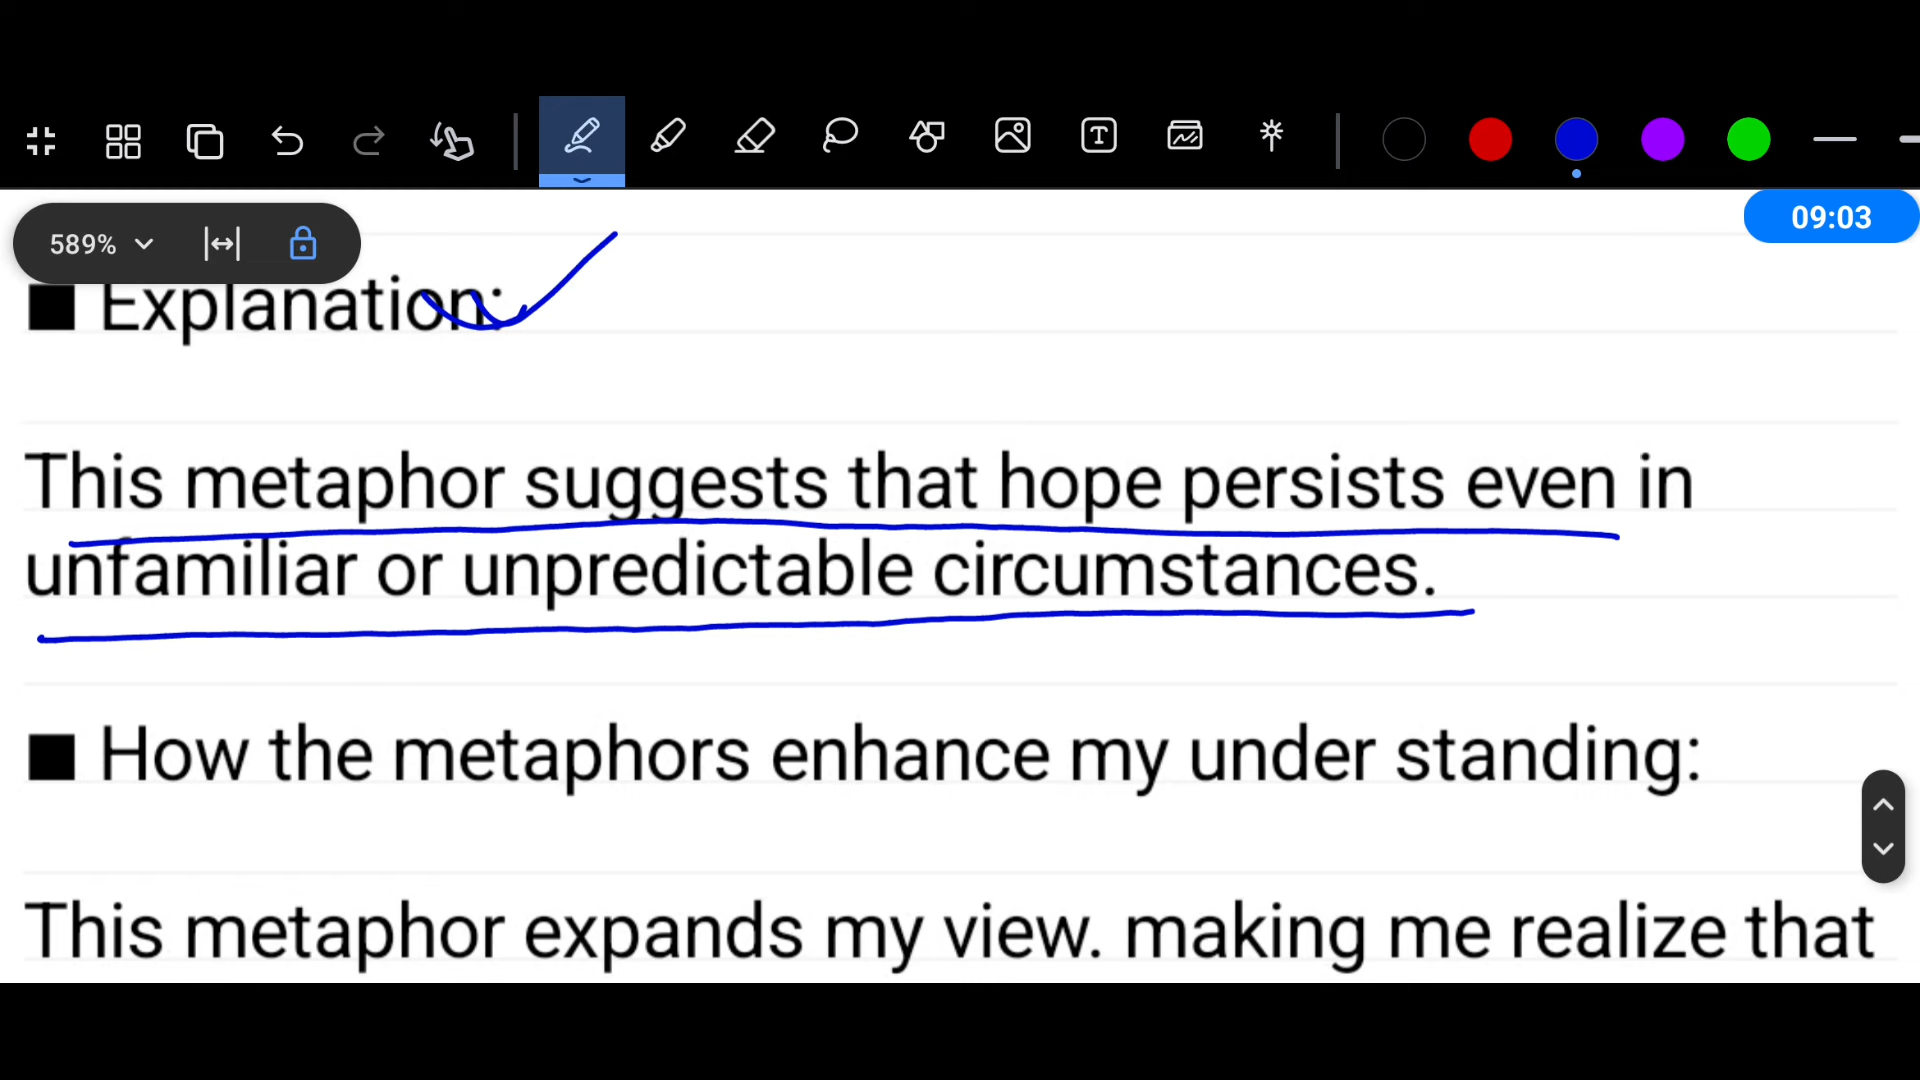 589%
09:03
■ Explanation:
This metaphor suggests that hope persists even in
unfamiliar or unpredictable circumstances.
■ How the metaphors enhance my under standing:
This metaphor expands my view. making me realize that